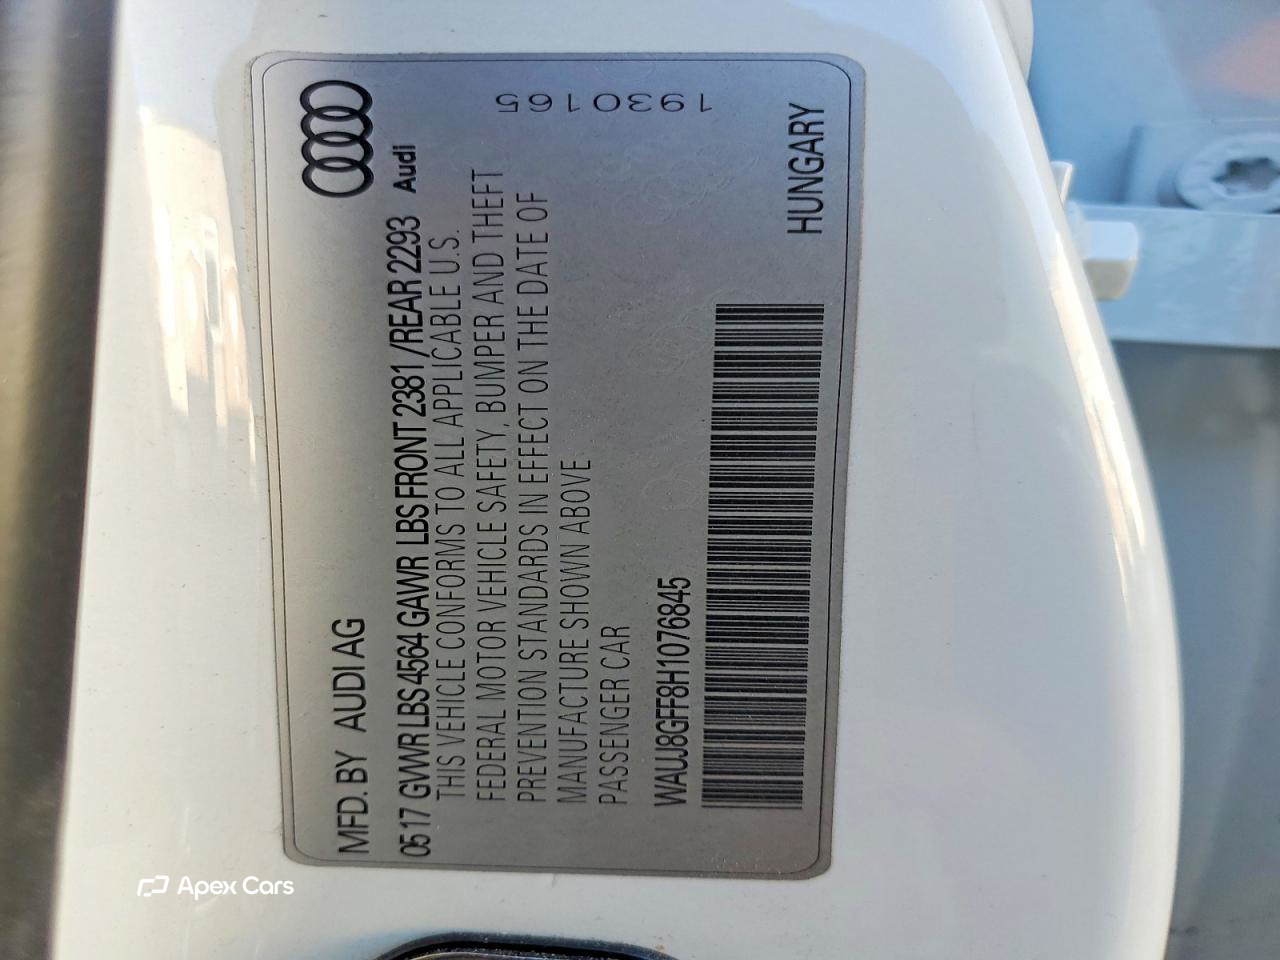 MFD. BY AUDI AG
0517 GVWR LBS 4564 GAWR LBS FRONT 2381 /REAR 2293 Audi
THIS VEHICLE CONFORMS TO ALL APPLICABLE U.S.
FEDERAL MOTOR VEHICLE SAFETY, BUMPER AND THEFT
PREVENTION STANDARDS IN EFFECT ON THE DATE OF
MANUFACTURE SHOWN ABOVE
PASSENGER CAR
WAUJ8GFF8H1076845
HUNGARY
1930165
Apex Cars